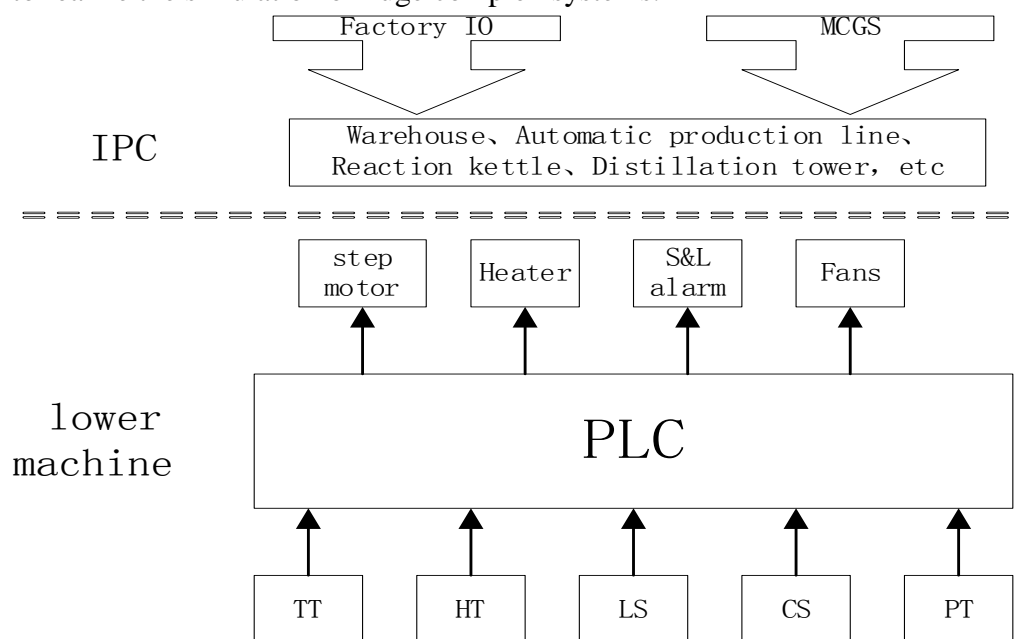 Factory IO
MCGS
IPC
Warehouse、Automatic production line、
Reaction kettle、Distillation tower，etc
step
motor
Heater
S&L
alarm
Fans
lower
machine
PLC
TT
HT
LS
CS
PT